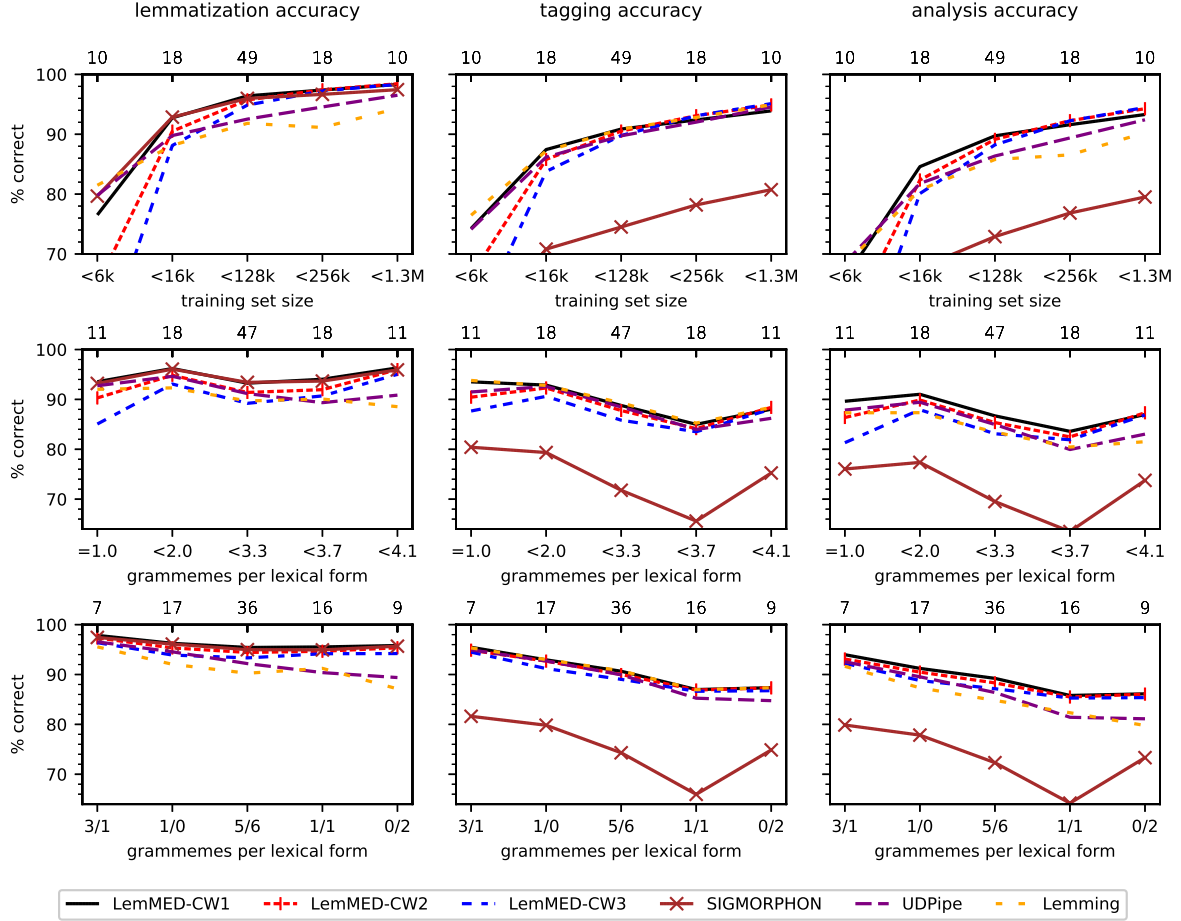 lemmatization accuracy tagging accuracy analysis accuracy
10 18 49 18 10 10 18 49 18 10 10 18 49 18 10
100
90
80
70
% correct
<6k <16k <128k <256k <1.3M <6k <16k <128k <256k <1.3M <6k <16k <128k <256k <1.3M
training set size training set size training set size
11 18 47 18 11 11 18 47 18 11 11 18 47 18 11
100
90
80
70
% correct
=1.0 <2.0 <3.3 <3.7 <4.1 =1.0 <2.0 <3.3 <3.7 <4.1 =1.0 <2.0 <3.3 <3.7 <4.1
grammemes per lexical form grammemes per lexical form grammemes per lexical form
7 17 36 16 9 7 17 36 16 9 7 17 36 16 9
100
90
80
70
% correct
3/1 1/0 5/6 1/1 0/2 3/1 1/0 5/6 1/1 0/2 3/1 1/0 5/6 1/1 0/2
grammemes per lexical form grammemes per lexical form grammemes per lexical form
LemMED-CW1 LemMED-CW2 LemMED-CW3 SIGMORPHON UDPipe Lemming